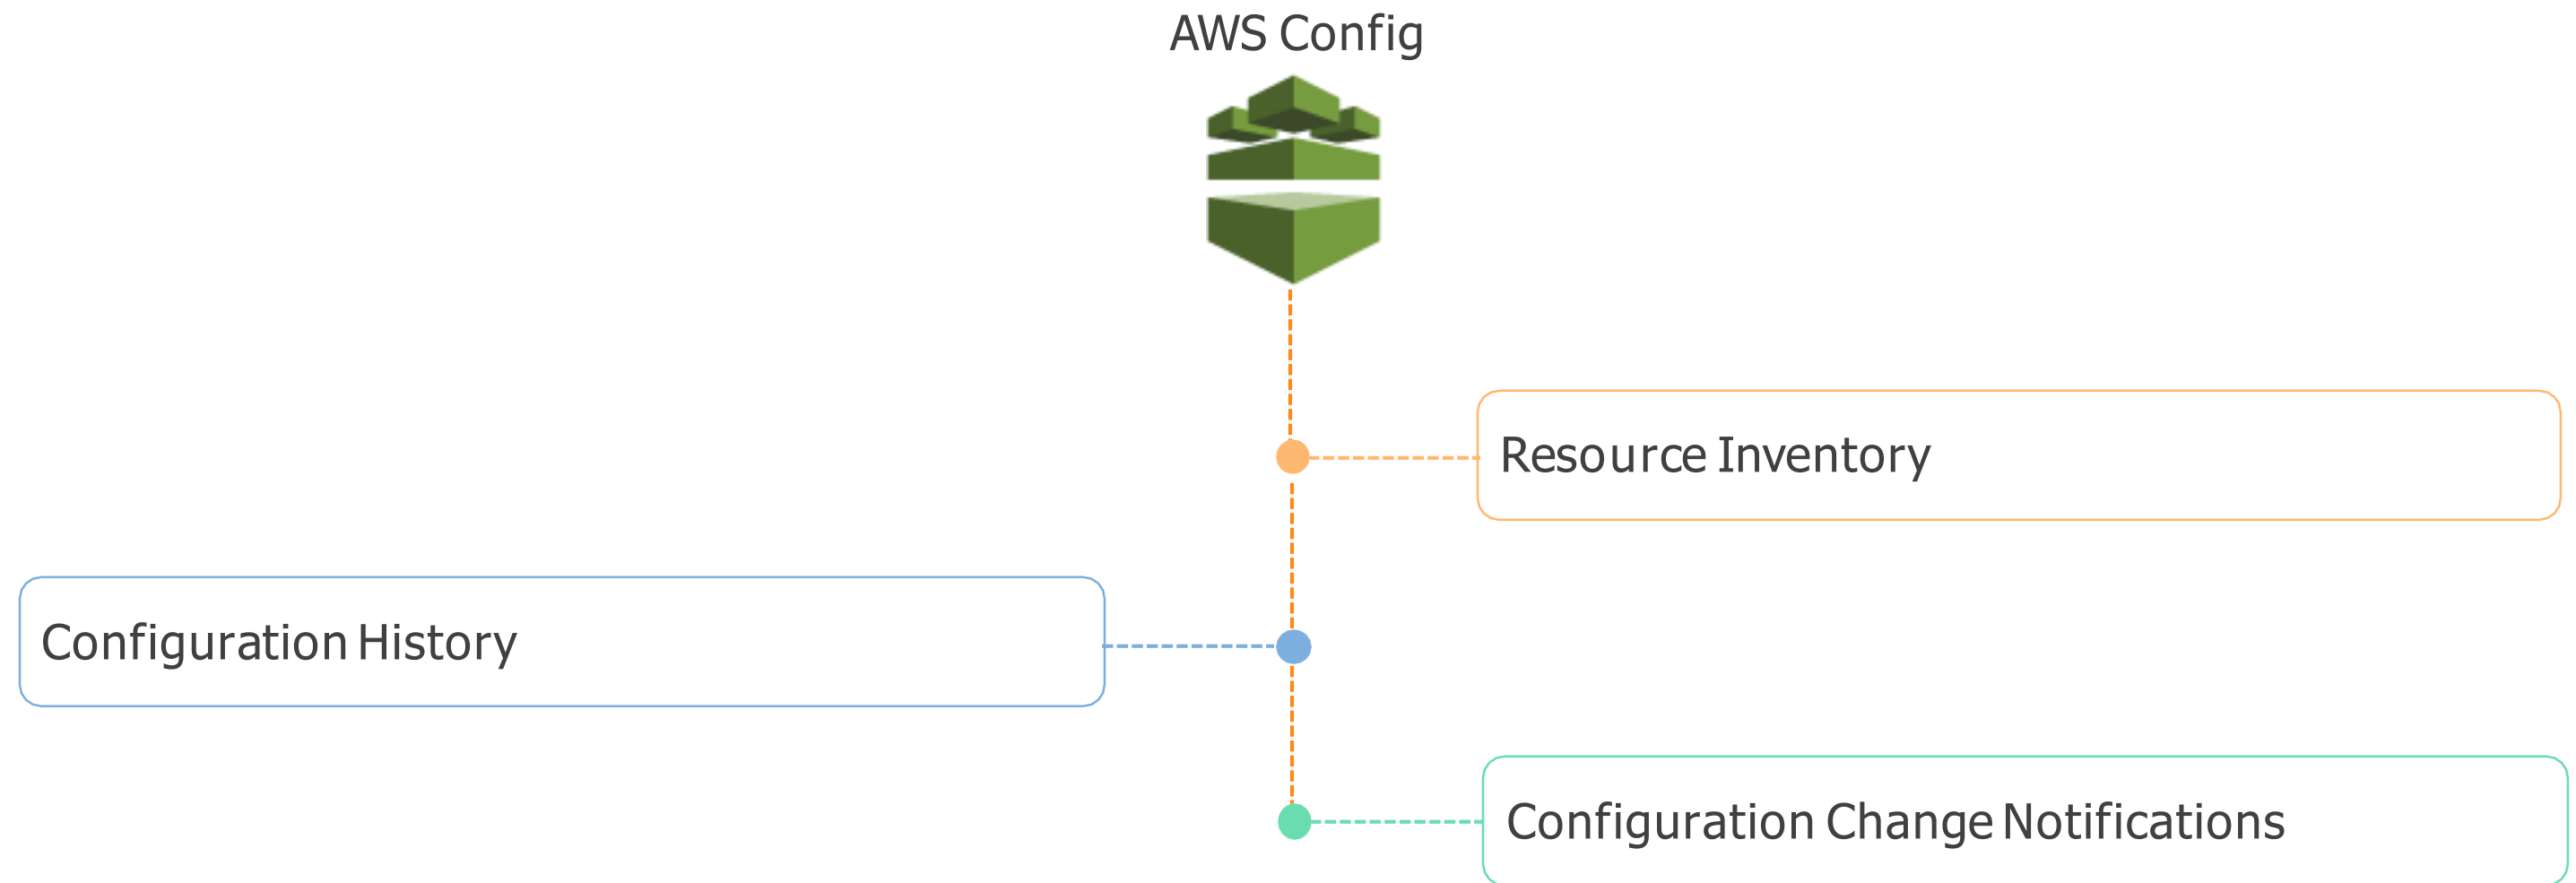 AWS Config
Resource Inventory
Configuration History
Configuration Change Notifications